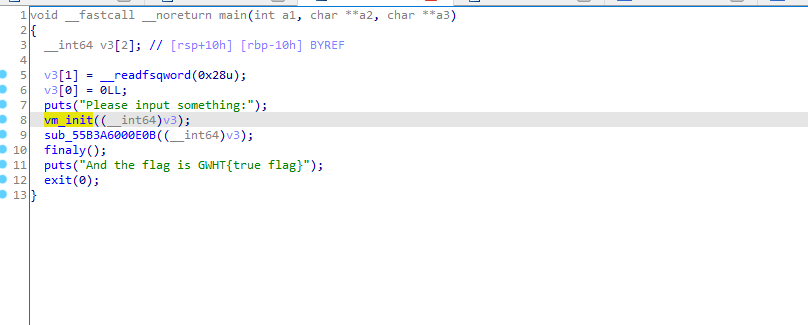 1 void __fastcall __noreturn main(int a1, char **a2, char **a3)
2 {
3 __int64 v3[2]; // [rsp+10h] [rbp-10h] BYREF
4
5 v3[1] = __readfsqword(0x28u);
6 v3[0] = 0LL;
7 puts("Please input something:");
8 vm_init((__int64)v3);
9 sub_55B3A6000E0B((__int64)v3);
10 finaly();
11 puts("And the flag is GWHT{true flag}");
12 exit(0);
13 }